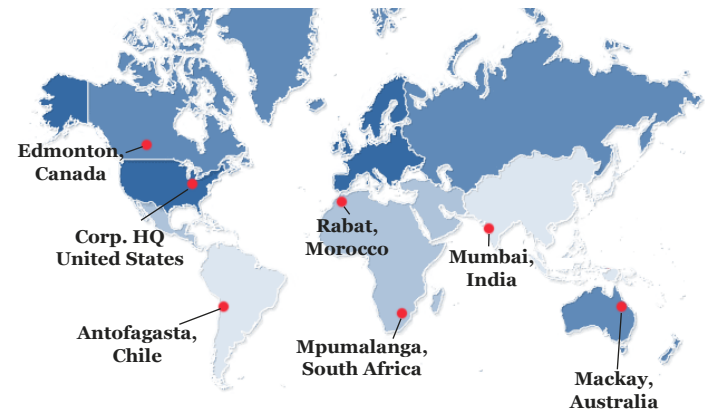 Edmonton,
Canada
Corp. HQ
United States
Rabat,
Morocco
Mumbai,
India
Antofagasta,
Chile
Mpumalanga,
South Africa
Mackay,
Australia